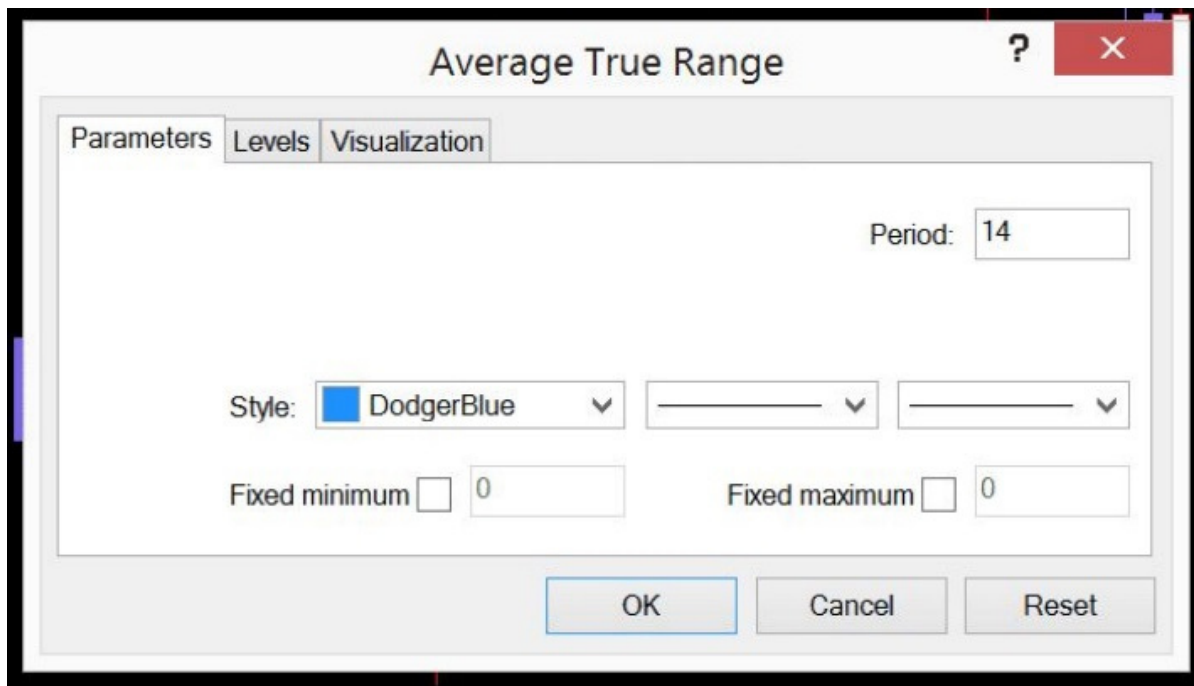 Average True Range ?
Parameters Levels Visualization
Period: 14
Style: DodgerBlue
Fixed minimum 0 Fixed maximum 0
OK Cancel Reset